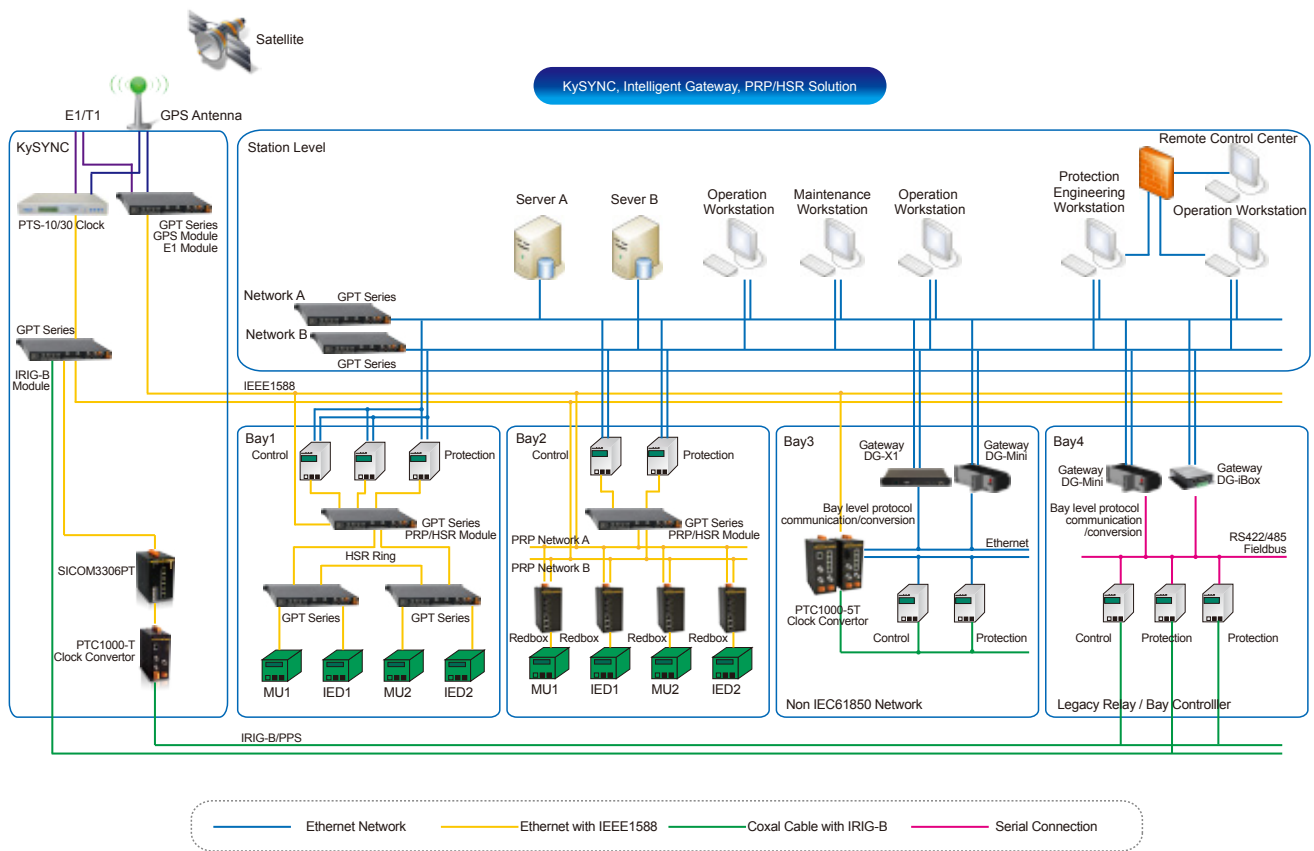 Satellite
KySYNC, Intelligent Gateway, PRP/HSR Solution
E1/T1
GPS Antenna
KySYNC
PTS-10/30 Clock
GPT Series
GPS Module
E1 Module
GPT Series
IRIG-B
Module
SICOM3306PT
PTC1000-T
Clock Convertor
Station Level
Server A
Sever B
Operation
Workstation
Maintenance
Workstation
Operation
Workstation
Protection
Engineering
Workstation
Remote Control Center
Operation Workstation
Network A
GPT Series
Network B
GPT Series
IEEE1588
Bay1
Control
Protection
GPT Series
PRP/HSR Module
HSR Ring
GPT Series
GPT Series
MU1
IED1
MU2
IED2
Bay2
Control
Protection
GPT Series
PRP/HSR Module
PRP Network A
PRP Network B
Redbox
Redbox
Redbox
Redbox
MU1
IED1
MU2
IED2
Bay3
Gateway
DG-X1
Gateway
DG-Mini
Bay level protocol
communication/conversion
Ethernet
PTC1000-5T
Clock Convertor
Control
Protection
Non IEC61850 Network
Bay4
Gateway
DG-Mini
Gateway
DG-iBox
Bay level protocol
communication
/conversion
RS422/485
Fieldbus
Control
Protection
Protection
Legacy Relay / Bay Controller
IRIG-B/PPS
Ethernet Network
Ethernet with IEEE1588
Coxal Cable with IRIG-B
Serial Connection